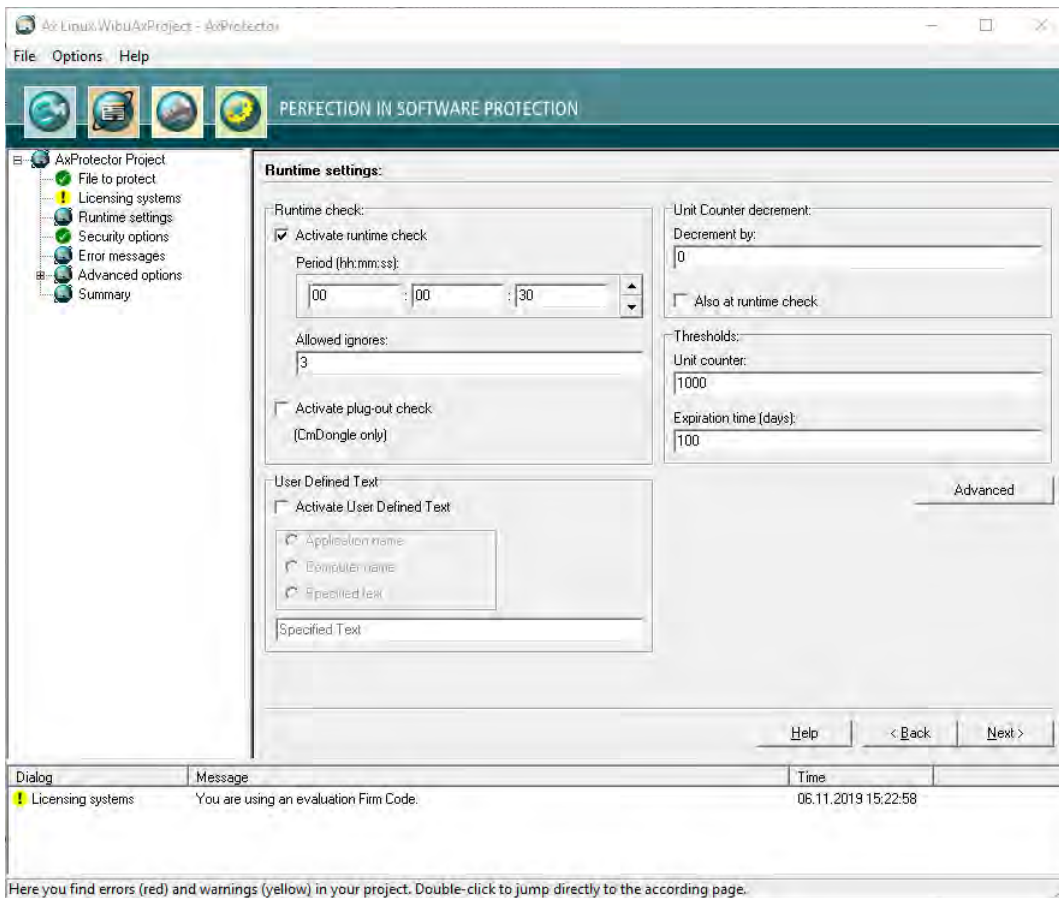 Ax Linux.WibuAxProject - AxProtector
File Options Help
PERFECTION IN SOFTWARE PROTECTION
AxProtector Project
File to protect
Licensing systems
Runtime settings
Security options
Error messages
Advanced options
Summary
Runtime settings:
Runtime check:
Activate runtime check
Period (hh:mm:ss):
00 : 00 : 30
Allowed ignores:
3
Activate plug-out check
(CmDongle only)
User Defined Text
Activate User Defined Text
Application name
Computer name
Specified text
Specified Text
Unit Counter decrement:
Decrement by:
0
Also at runtime check
Thresholds:
Unit counter:
1000
Expiration time (days):
100
Advanced
Help
< Back
Next >
Dialog Message Time
Licensing systems You are using an evaluation Firm Code. 06.11.2019 15:22:58
Here you find errors (red) and warnings (yellow) in your project. Double-click to jump directly to the according page.